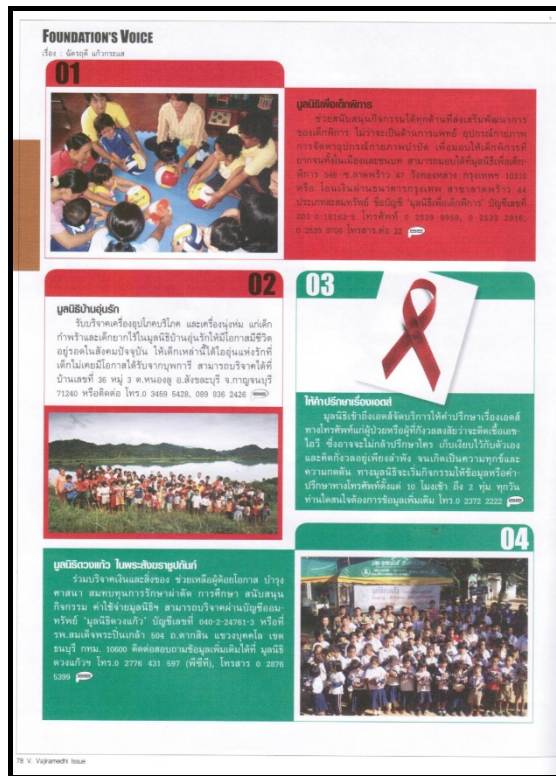 FOUNDATION'S VOICE
เรื่อง : ฉัตรฤดี แก้วกระแส
01
มูลนิธิเพื่อเด็กพิการ
ช่วยสนับสนุนกิจกรรมได้ทุกด้านที่ส่งเสริมพัฒนาการ
ของเด็กพิการ ไม่ว่าจะเป็นด้านการแพทย์ อุปกรณ์กายภาพ
การจัดหาอุปกรณ์กายภาพบำบัด เพื่อมอบให้เด็กพิการที่
ยากจนทั้งในเมืองและชนบท สามารถมอบได้ที่มูลนิธิเพื่อเด็ก-
พิการ 546 ซ.ลาดพร้าว 47 วังทองหลาง กรุงเทพฯ 10310
หรือ โอนเงินผ่านธนาคารกรุงเทพ สาขาลาดพร้าว 44
ประเภทสะสมทรัพย์ ชื่อบัญชี 'มูลนิธิเพื่อเด็กพิการ' บัญชีเลขที่
โทรศัพท์ 0 2539 9958, 0 2539 2916,
0 2539 9706 โทรสาร.ต่อ 22
02
มูลนิธิบ้านอุ่นรัก
รับบริจาคเครื่องอุปโภคบริโภค และเครื่องนุ่งห่ม แก่เด็ก
กำพร้าและเด็กยากไร้ในมูลนิธิบ้านอุ่นรักให้มีโอกาสมีชีวิต
อยู่รอดในสังคมปัจจุบัน ให้เด็กเหล่านี้ได้ไออุ่นแห่งรักที่
เด็กไม่เคยมีโอกาสได้รับจากบุพการี สามารถบริจาคได้ที่
บ้านเลขที่ 36 หมู่ 3 ต.หนองลู อ.สังขละบุรี จ.กาญจนบุรี
71240 หรือติดต่อ โทร.0 3459 5428, 089 936 2426
03
ให้คำปรึกษาเรื่องเอดส์
มูลนิธิเข้าถึงเอดส์จัดบริการให้คำปรึกษาเรื่องเอดส์
ทางโทรศัพท์แก่ผู้ป่วยหรือผู้ที่กังวลสงสัยว่าจะติดเชื้อเอช-
ไอวี ซึ่งอาจจะไม่กล้าปรึกษาใคร เก็บเงียบไว้กับตัวเอง
และคิดกังวลอยู่เพียงลำพัง จนเกิดเป็นความทุกข์และ
ความกดดัน ทางมูลนิธิจะเริ่มกิจกรรมให้ข้อมูลหรือคำ-
ปรึกษาทางโทรศัพท์ตั้งแต่ 10 โมงเช้า ถึง 2 ทุ่ม ทุกวัน
ท่านใดสนใจต้องการข้อมูลเพิ่มเติม โทร.0 2372 2222
04
มูลนิธิดวงแก้ว ในพระสังฆราชูปถัมภ์
ร่วมบริจาคเงินและสิ่งของ ช่วยเหลือผู้ด้อยโอกาส บำรุง
ศาสนา สมทบทุนการรักษาผ่าตัด การศึกษา สนับสนุน
กิจกรรม ค่าใช้จ่ายมูลนิธิฯ สามารถบริจาคผ่านบัญชีออม-
ทรัพย์ 'มูลนิธิดวงแก้ว' บัญชีเลขที่ 040-2-24761-3 หรือที่
รพ.สมเด็จพระปิ่นเกล้า 504 ถ.ตากสิน แขวงบุคคโล เขต
ธนบุรี กทม. 10600 ติดต่อสอบถามข้อมูลเพิ่มเติมได้ที่ มูลนิธิ
ดวงแก้วฯ โทร.0 2776 431 597 (พีซีที), โทรสาร 0 2876
5399
78 V. Vajiramedhi Issue